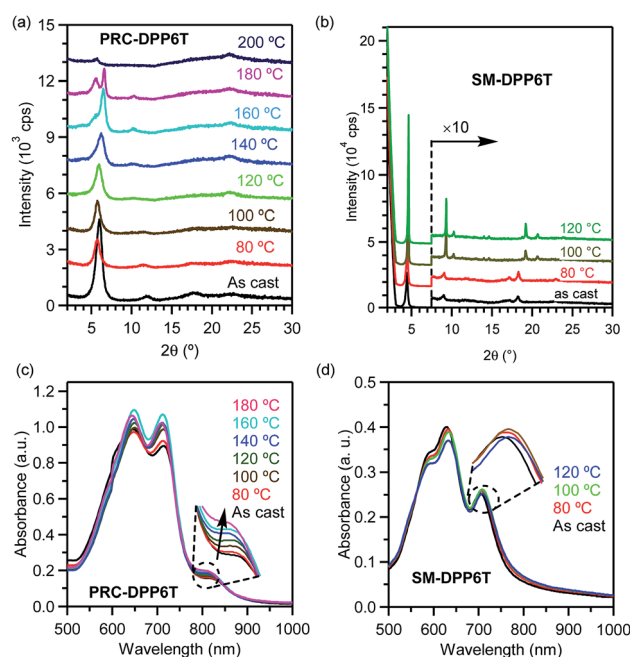 (a)
PRC-DPP6T
200 ºC
180 ºC
160 ºC
140 ºC
120 ºC
100 ºC
80 ºC
As cast
15
12
9
6
3
0
Intensity (10³ cps)
5 10 15 20 25 30
2θ (º)
(b)
SM-DPP6T
×10
120 °C
100 °C
80 °C
as cast
20
15
10
5
0
Intensity (10⁴ cps)
5 10 15 20 25 30
2θ (°)
(c)
180 ºC
160 ºC
140 ºC
120 ºC
100 ºC
80 ºC
As cast
PRC-DPP6T
1.2
1.0
0.8
0.6
0.4
0.2
0.0
Absorbance (a. u.)
500 600 700 800 900 1000
Wavelength (nm)
(d)
120 ºC
100 ºC
80 ºC
As cast
SM-DPP6T
0.5
0.4
0.3
0.2
0.1
0.0
Absorbance (a. u.)
500 600 700 800 900 1000
Wavelength (nm)